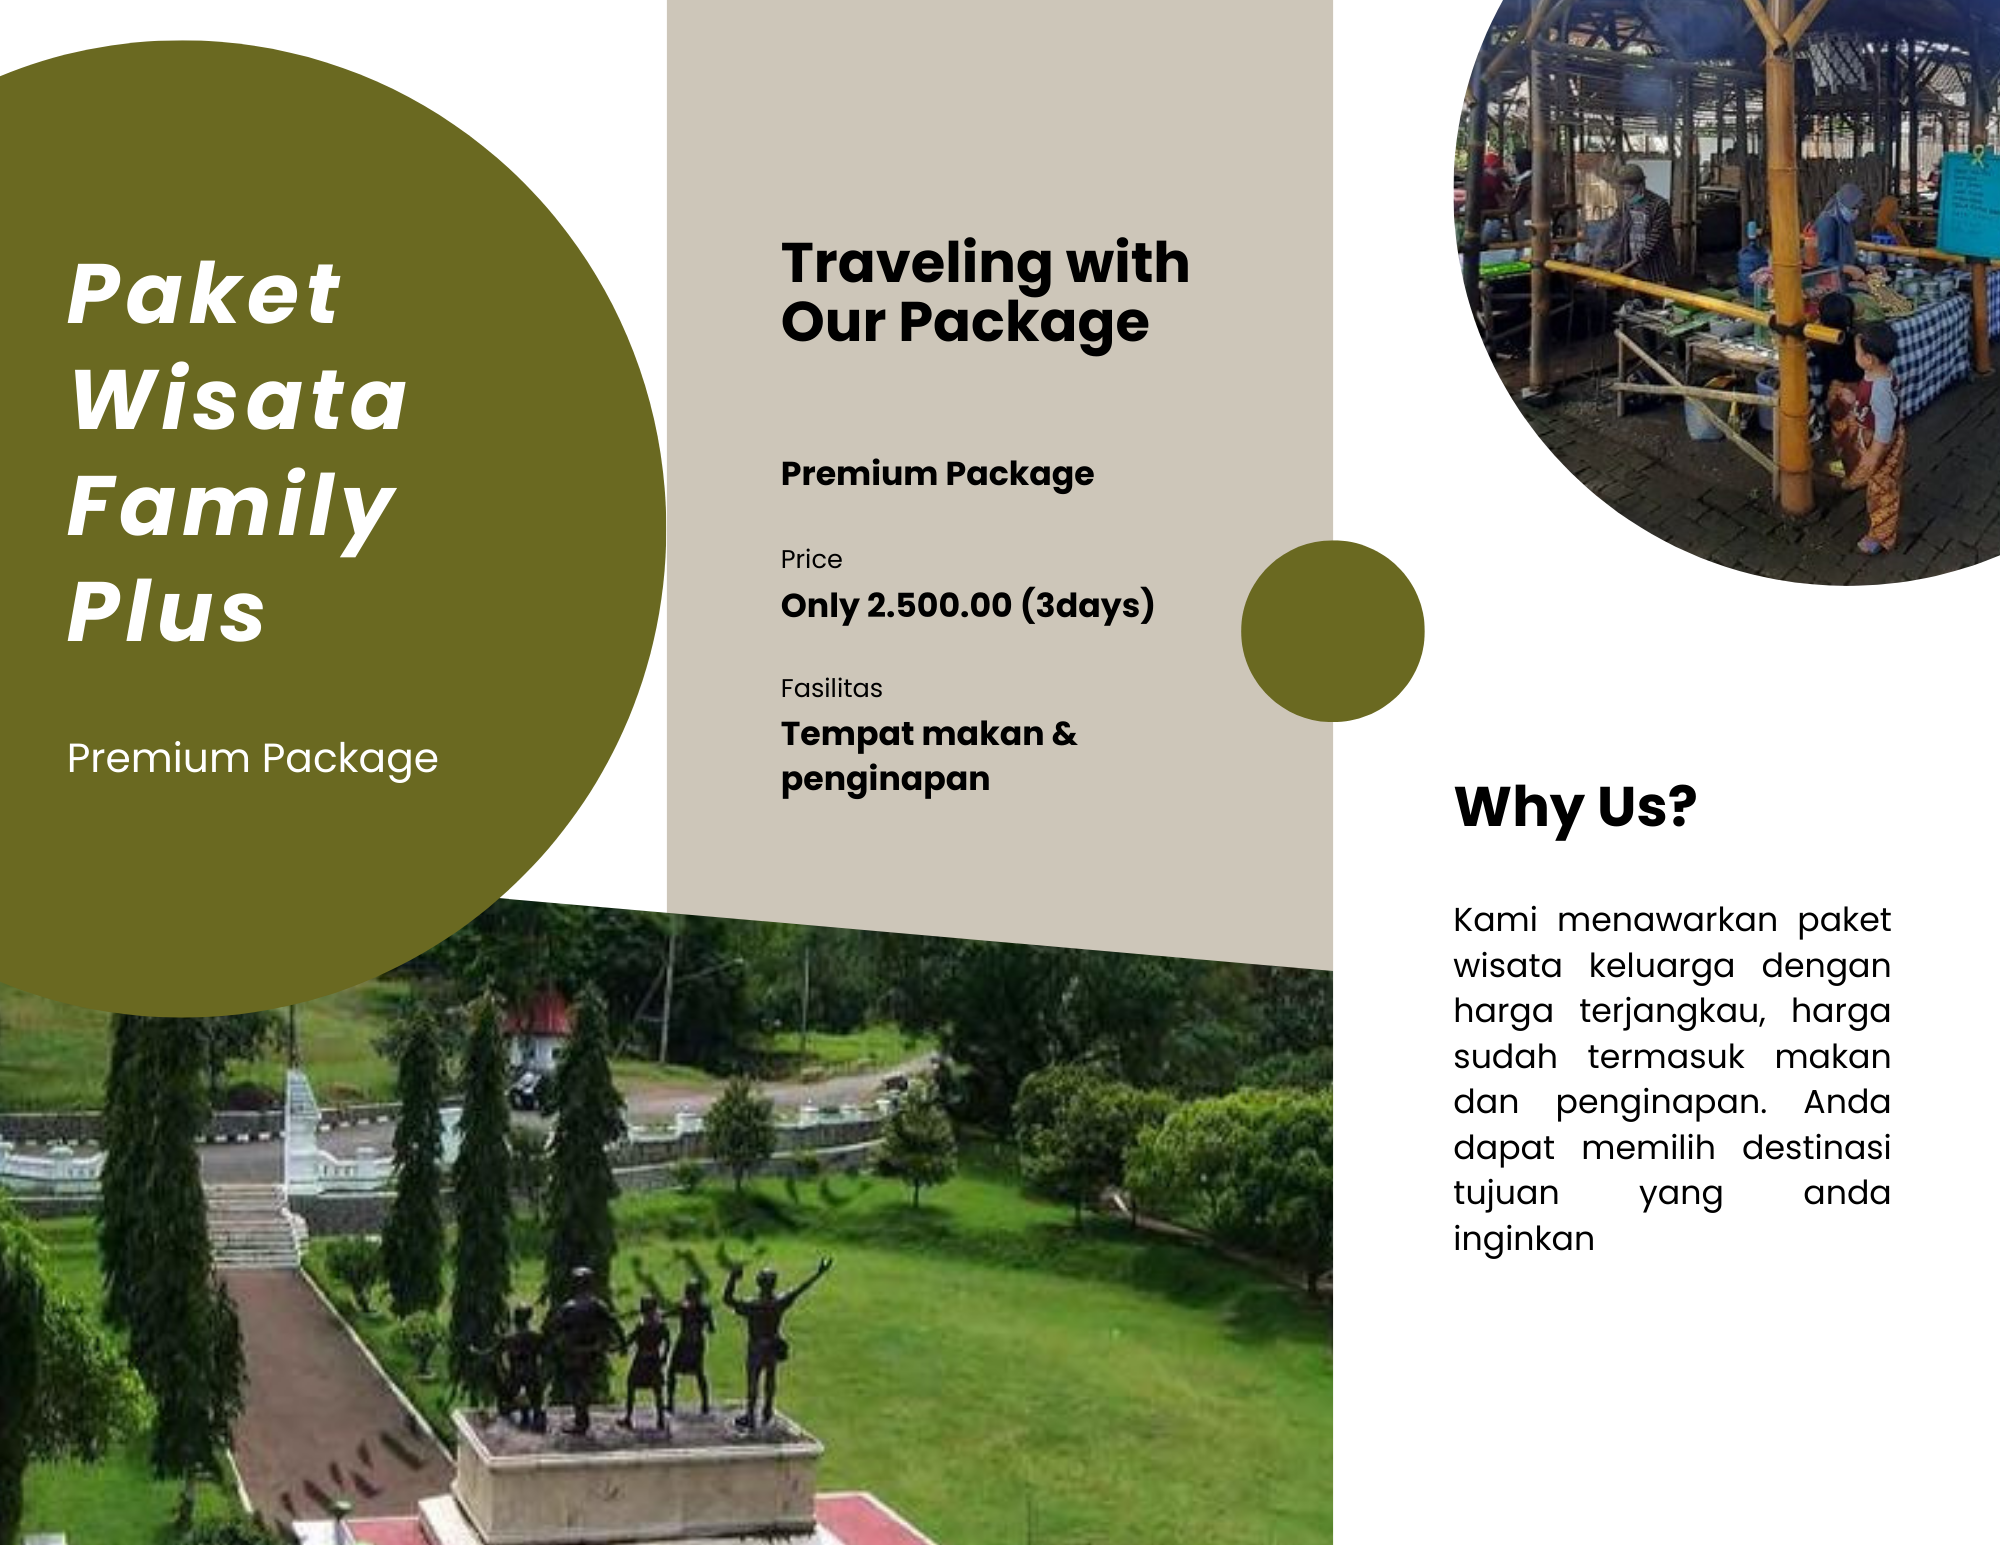 Paket
Wisata
Family
Plus
Premium Package
Traveling with
Our Package
Premium Package
Price
Only 2.500.00 (3days)
Fasilitas
Tempat makan &
penginapan
Why Us?
Kami menawarkan paket
wisata keluarga dengan
harga terjangkau, harga
sudah termasuk makan
dan penginapan. Anda
dapat memilih destinasi
tujuan yang anda
inginkan